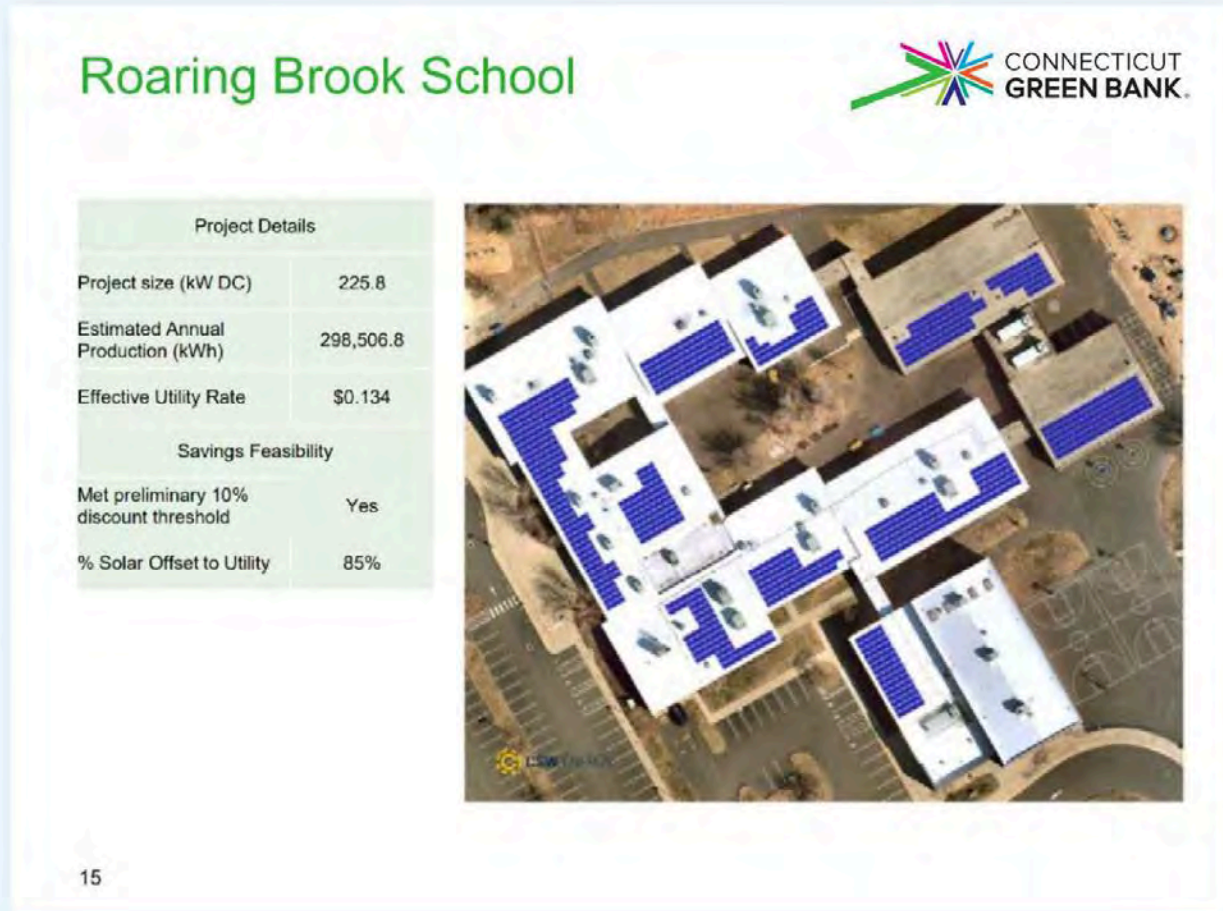 Roaring Brook School
CONNECTICUT
GREEN BANK.
Project Details
Project size (kW DC) 225.8
Estimated Annual
Production (kWh) 298,506.8
Effective Utility Rate $0.134
Savings Feasibility
Met preliminary 10%
discount threshold Yes
% Solar Offset to Utility 85%
15